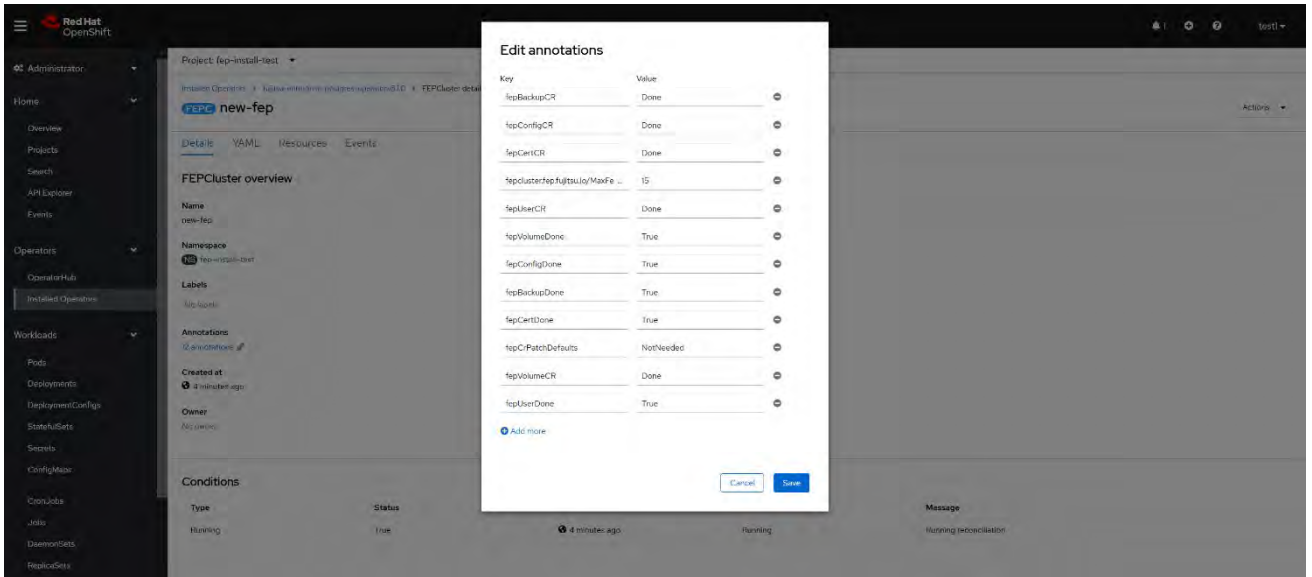 Red Hat
OpenShift
1
test1
Administrator
Home
Overview
Projects
Search
API Explorer
Events
Operators
OperatorHub
Installed Operators
Workloads
Pods
Deployments
DeploymentConfigs
StatefulSets
Secrets
ConfigMaps
CronJobs
Jobs
DaemonSets
ReplicaSets
Project: fep-install-test
Installed Operators
FEPCluster detail
FEPC new-fep
Actions
Details YAML Resources Events
FEPCluster overview
Name
new-fep
Namespace
NS fep-install-test
Labels
No labels
Annotations
12 annotations
Created at
4 minutes ago
Owner
No owner
Conditions
Type Status Message
Running True 4 minutes ago Running Running reconciliation
Edit annotations
Key Value
fepBackupCR Done
fepConfigCR Done
fepCertCR Done
fepcluster.fep.fujitsu.io/MaxFe ... 15
fepUserCR Done
fepVolumeDone True
fepConfigDone True
fepBackupDone True
fepCertDone True
fepCrPatchDefaults NotNeeded
fepVolumeCR Done
fepUserDone True
Add more
Cancel Save